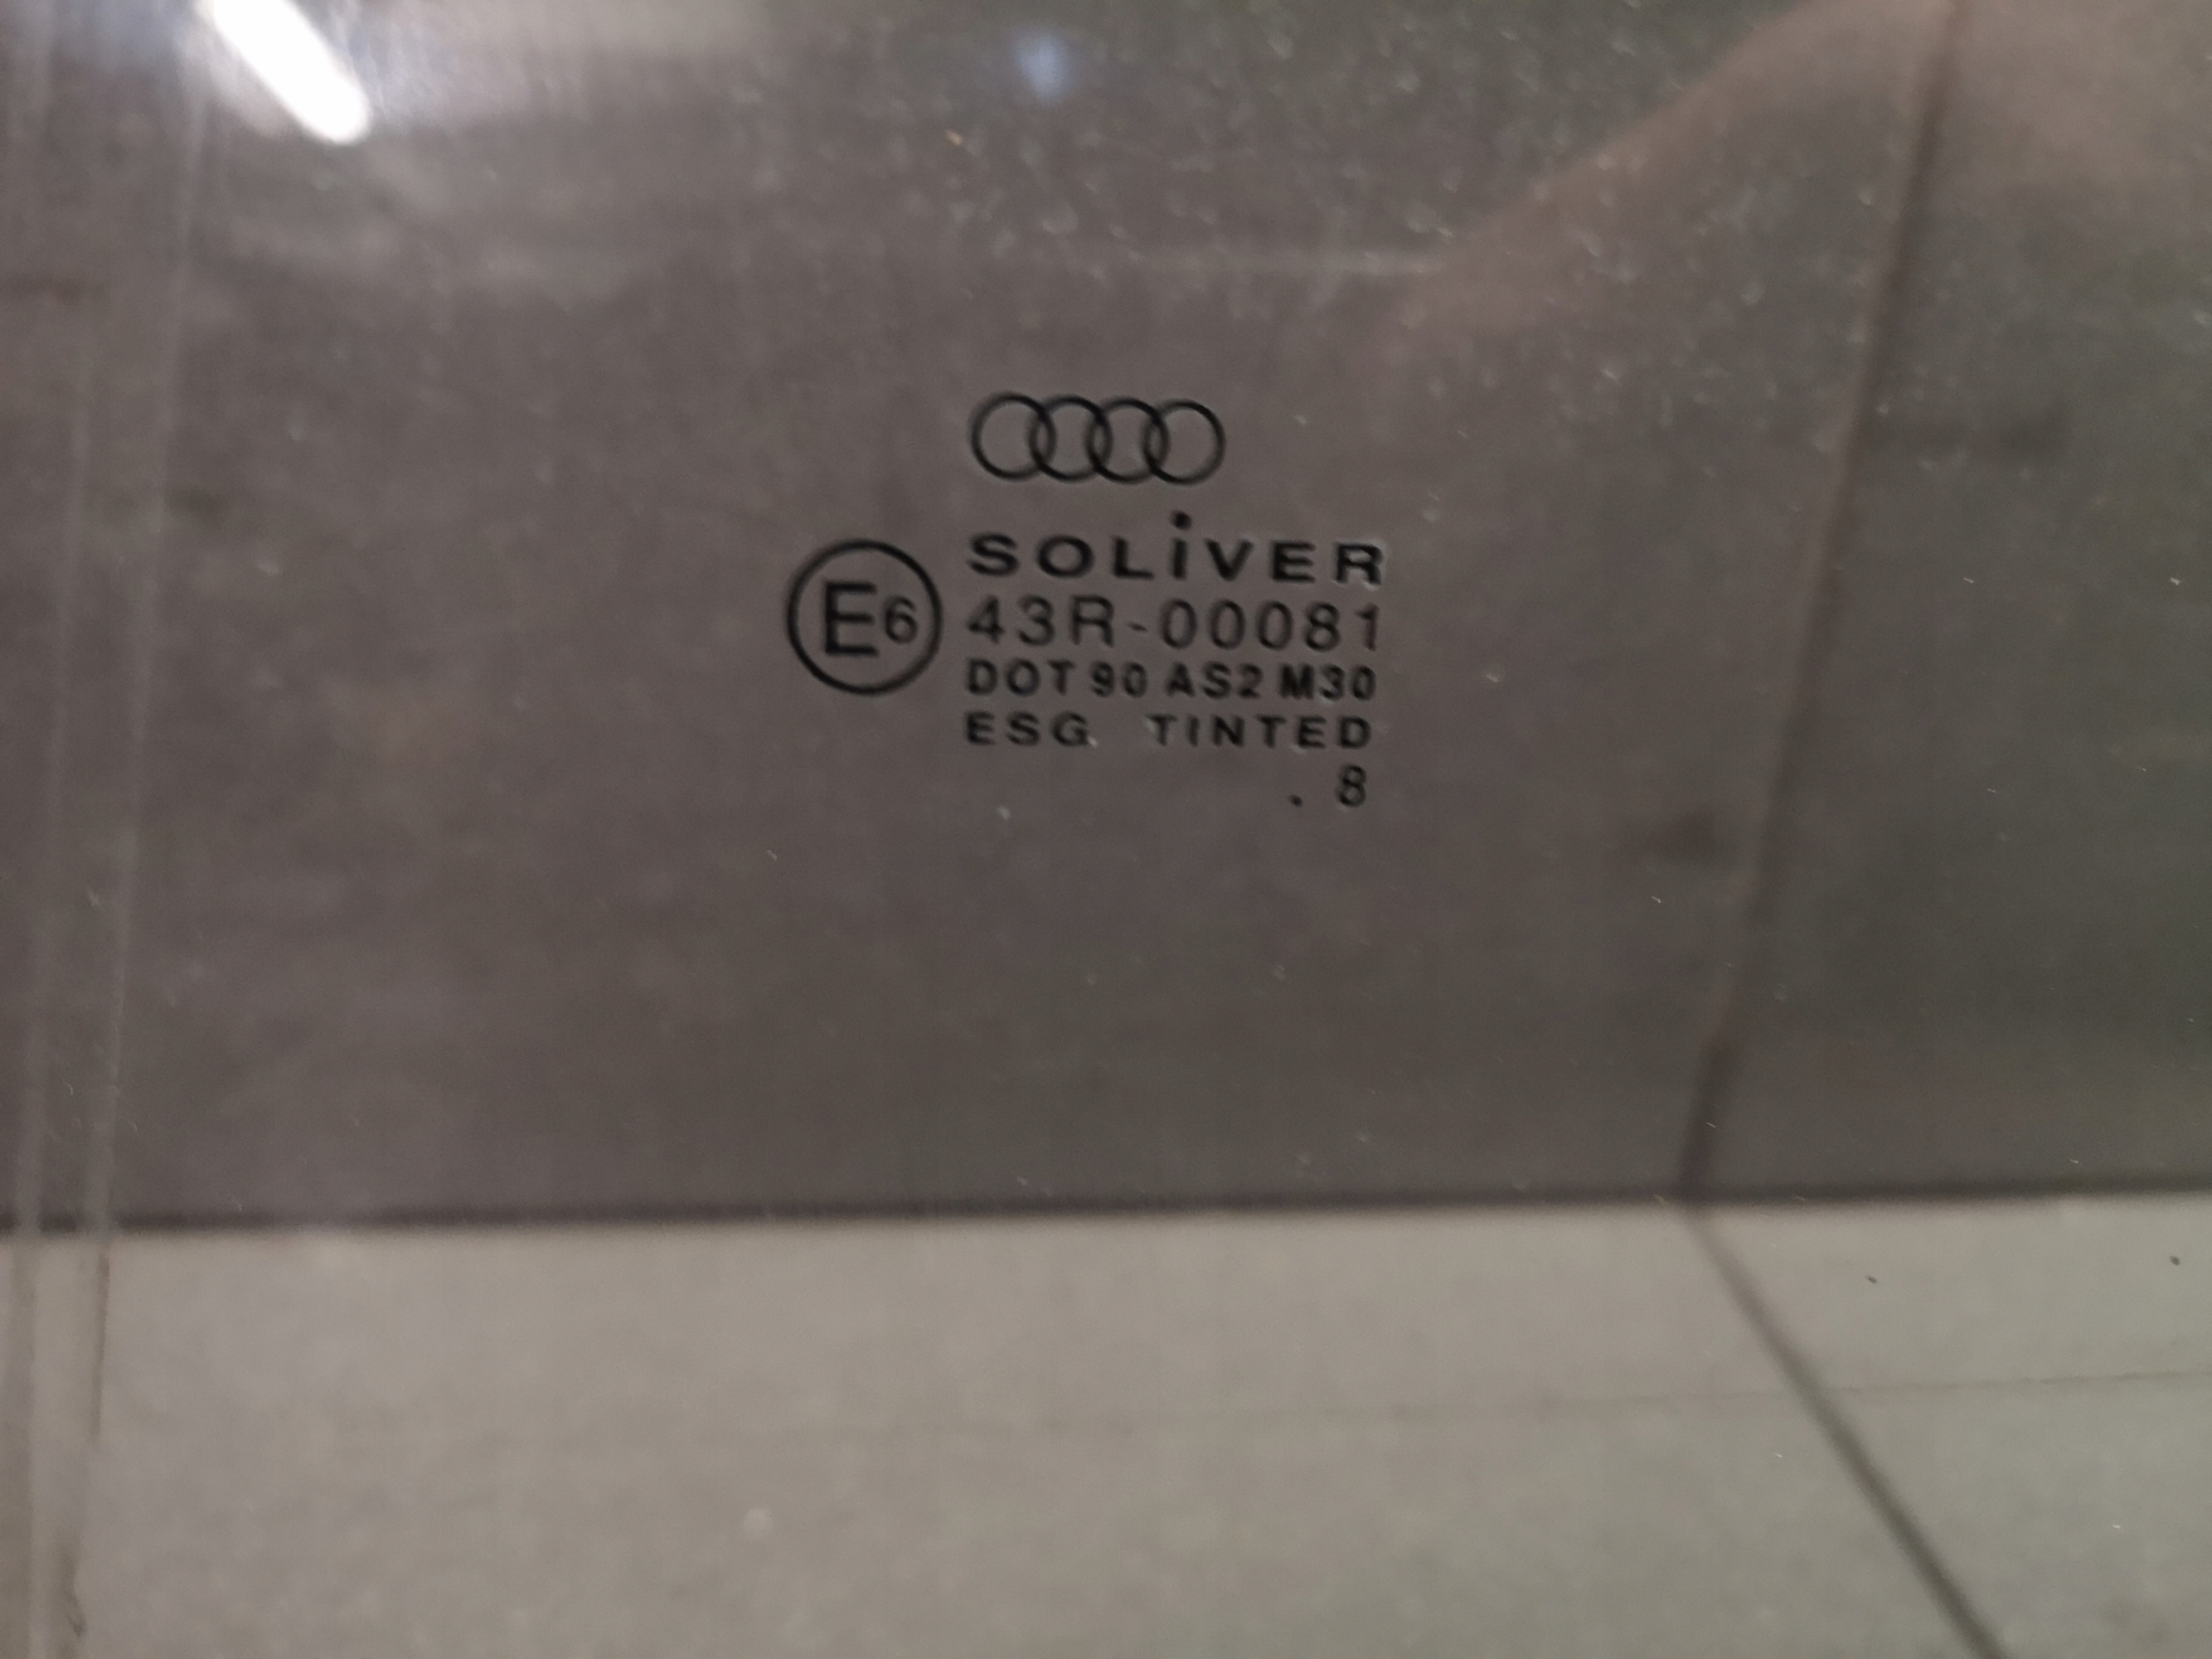 SOLiVER
E6 43R-00081
DOT 90 AS2 M30
ESG TINTED
. 8